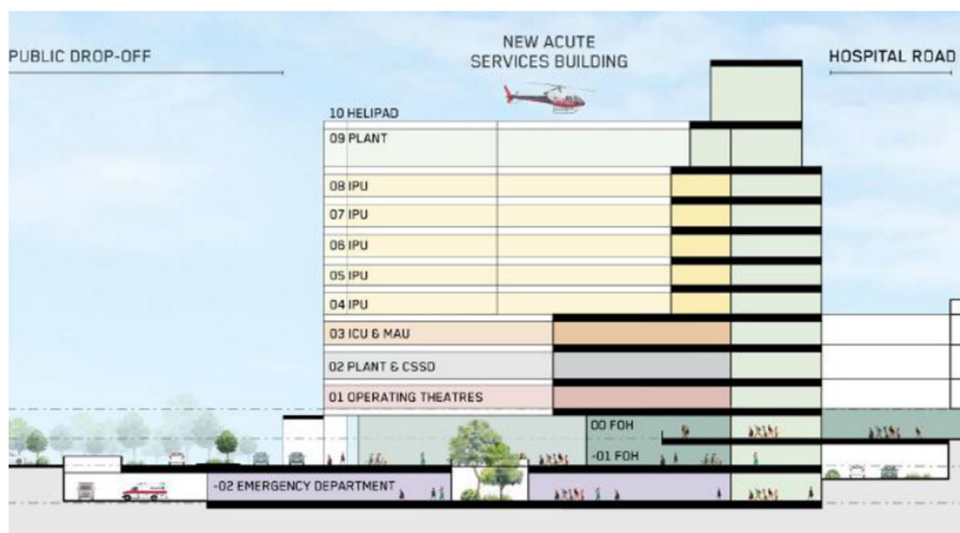 PUBLIC DROP-OFF
NEW ACUTE
SERVICES BUILDING
HOSPITAL ROAD
10 HELIPAD
09 PLANT
08 IPU
07 IPU
06 IPU
05 IPU
04 IPU
03 ICU & MAU
02 PLANT & CSSD
01 OPERATING THEATRES
00 FOH
-01 FOH
-02 EMERGENCY DEPARTMENT